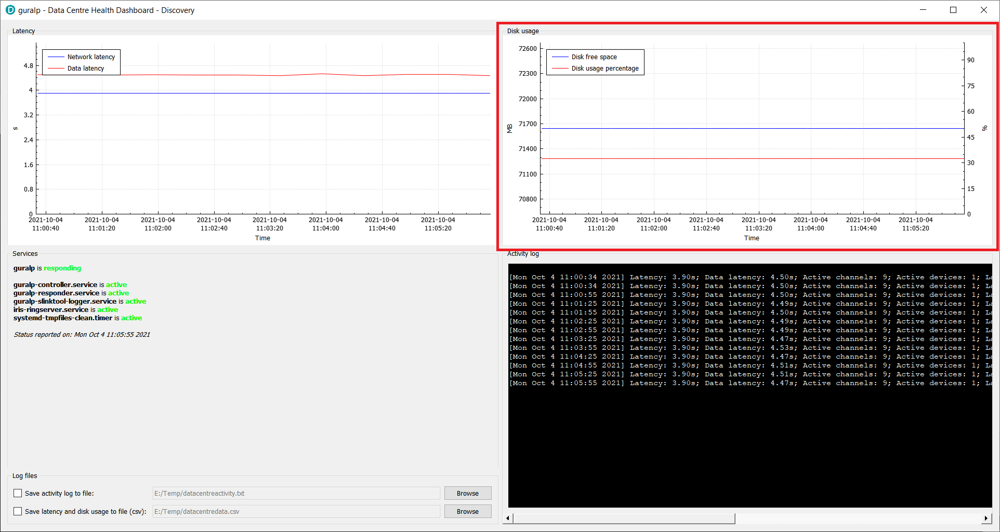 guralp - Data Centre Health Dashboard - Discovery
Latency
Network latency
Data latency
4.8
4
3.2
s
2.4
1.6
0.8
0
2021-10-04 2021-10-04 2021-10-04 2021-10-04 2021-10-04 2021-10-04 2021-10-04 2021-10-04
11:00:40 11:01:20 11:02:00 11:02:40 11:03:20 11:04:00 11:04:40 11:05:20
Time
Disk usage
Disk free space
Disk usage percentage
72600
72300
72000
71700
MB
71400
71100
70800
90
75
60
%
45
30
15
0
2021-10-04 2021-10-04 2021-10-04 2021-10-04 2021-10-04 2021-10-04 2021-10-04 2021-10-04
11:00:40 11:01:20 11:02:00 11:02:40 11:03:20 11:04:00 11:04:40 11:05:20
Time
Services
guralp is responding
guralp-controller.service is active
guralp-responder.service is active
guralp-slinktool-logger.service is active
iris-ringserver.service is active
systemd-tmpfiles-clean.timer is active
Status reported on: Mon Oct 4 11:05:55 2021
Activity log
[Mon Oct 4 11:00:34 2021] Latency: 3.90s; Data latency: 4.50s; Active channels: 9; Active devices: 1; La
[Mon Oct 4 11:00:34 2021] Latency: 3.90s; Data latency: 4.50s; Active channels: 9; Active devices: 1; La
[Mon Oct 4 11:00:55 2021] Latency: 3.90s; Data latency: 4.50s; Active channels: 9; Active devices: 1; La
[Mon Oct 4 11:01:25 2021] Latency: 3.90s; Data latency: 4.49s; Active channels: 9; Active devices: 1; La
[Mon Oct 4 11:01:55 2021] Latency: 3.90s; Data latency: 4.50s; Active channels: 9; Active devices: 1; La
[Mon Oct 4 11:02:25 2021] Latency: 3.90s; Data latency: 4.49s; Active channels: 9; Active devices: 1; La
[Mon Oct 4 11:02:55 2021] Latency: 3.90s; Data latency: 4.49s; Active channels: 9; Active devices: 1; La
[Mon Oct 4 11:03:25 2021] Latency: 3.90s; Data latency: 4.47s; Active channels: 9; Active devices: 1; La
[Mon Oct 4 11:03:55 2021] Latency: 3.90s; Data latency: 4.53s; Active channels: 9; Active devices: 1; La
[Mon Oct 4 11:04:25 2021] Latency: 3.90s; Data latency: 4.47s; Active channels: 9; Active devices: 1; La
[Mon Oct 4 11:04:55 2021] Latency: 3.90s; Data latency: 4.51s; Active channels: 9; Active devices: 1; La
[Mon Oct 4 11:05:25 2021] Latency: 3.90s; Data latency: 4.51s; Active channels: 9; Active devices: 1; La
[Mon Oct 4 11:05:55 2021] Latency: 3.90s; Data latency: 4.47s; Active channels: 9; Active devices: 1; La
Log files
Save activity log to file: E:/Temp/datacentreactivity.txt Browse
Save latency and disk usage to file (csv): E:/Temp/datacentredata.csv Browse